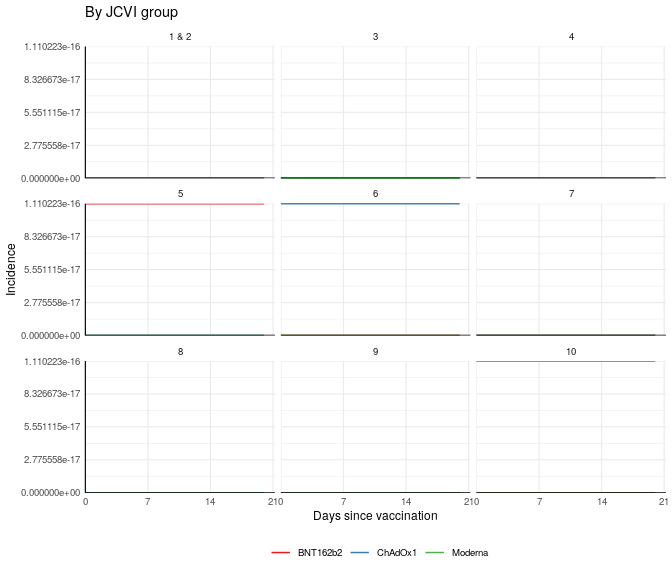 By JCVI group
1 & 2 3 4
1.110223e-16
8.326673e-17
5.551115e-17
2.775558e-17
0.000000e+00
5 6 7
1.110223e-16
8.326673e-17
5.551115e-17
2.775558e-17
0.000000e+00
Incidence
8 9 10
1.110223e-16
8.326673e-17
5.551115e-17
2.775558e-17
0.000000e+00
0 7 14 21 0 7 14 21 0 7 14 21
Days since vaccination
BNT162b2 ChAdOx1 Moderna